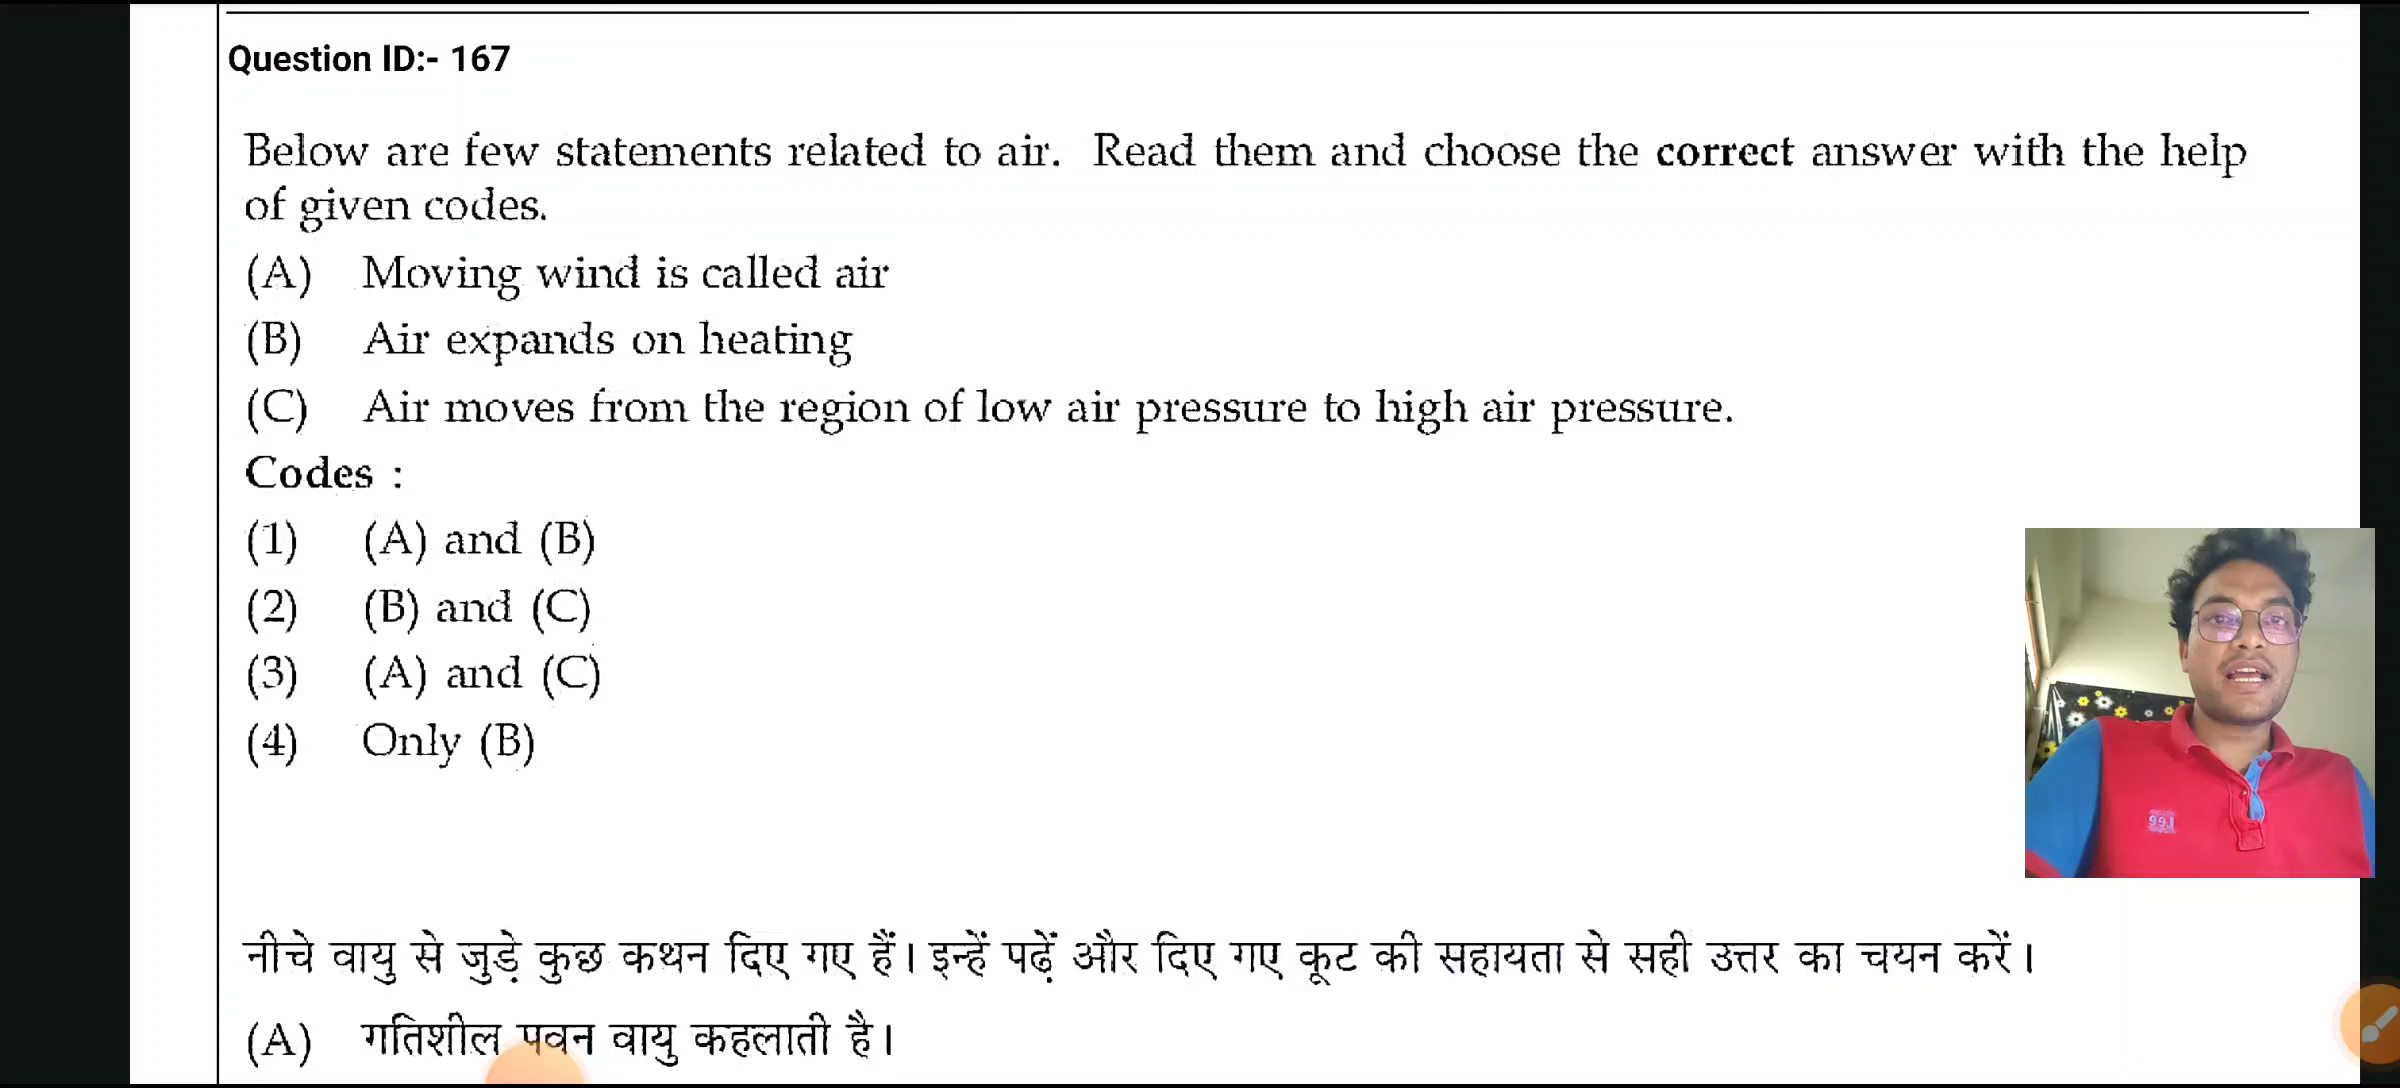 Question ID:- 167
Below are few statements related to air. Read them and choose the correct answer with the help
of given codes.
(A) Moving wind is called air
(B) Air expands on heating
(C) Air moves from the region of low air pressure to high air pressure.
Codes :
(1) (A) and (B)
(2) (B) and (C)
(3) (A) and (C)
(4) Only (B)
नीचे वायु से जुड़े कुछ कथन दिए गए हैं। इन्हें पढ़ें और दिए गए कूट की सहायता से सही उत्तर का चयन करें।
(A) गतिशील पवन वायु कहलाती है।